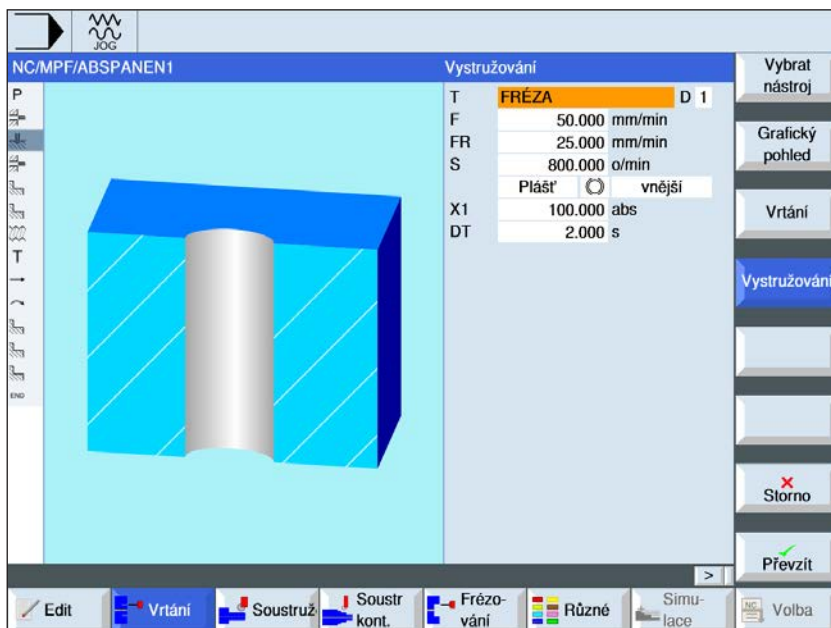 JOG
NC/MPF/ABSPANEN1
Vystružování
P
T
END
T FRÉZA D 1
F 50.000 mm/min
FR 25.000 mm/min
S 800.000 o/min
Plášť vnější
X1 100.000 abs
DT 2.000 s
Vybrat
nástroj
Grafický
pohled
Vrtání
Vystružování
Storno
Převzít
>
Edit
Vrtání
Soustruž
Soustr
kont.
Frézo-
vání
Různé
Simu-
lace
NC
Volba